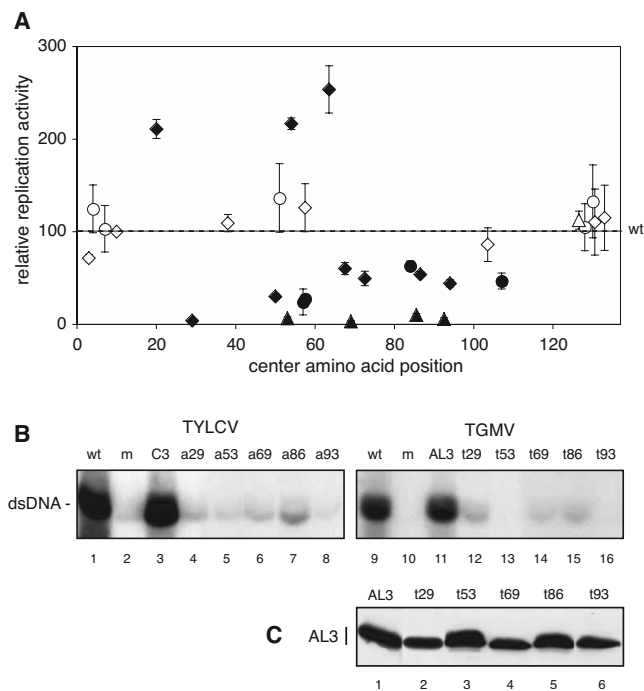 A
relative replication activity
300
200
100
0
wt
0 20 40 60 80 100 120
center amino acid position
B
TYLCV
wt m C3 a29 a53 a69 a86 a93
dsDNA -
1 2 3 4 5 6 7 8
TGMV
wt m AL3 t29 t53 t69 t86 t93
9 10 11 12 13 14 15 16
C
AL3 t29 t53 t69 t86 t93
AL3
1 2 3 4 5 6